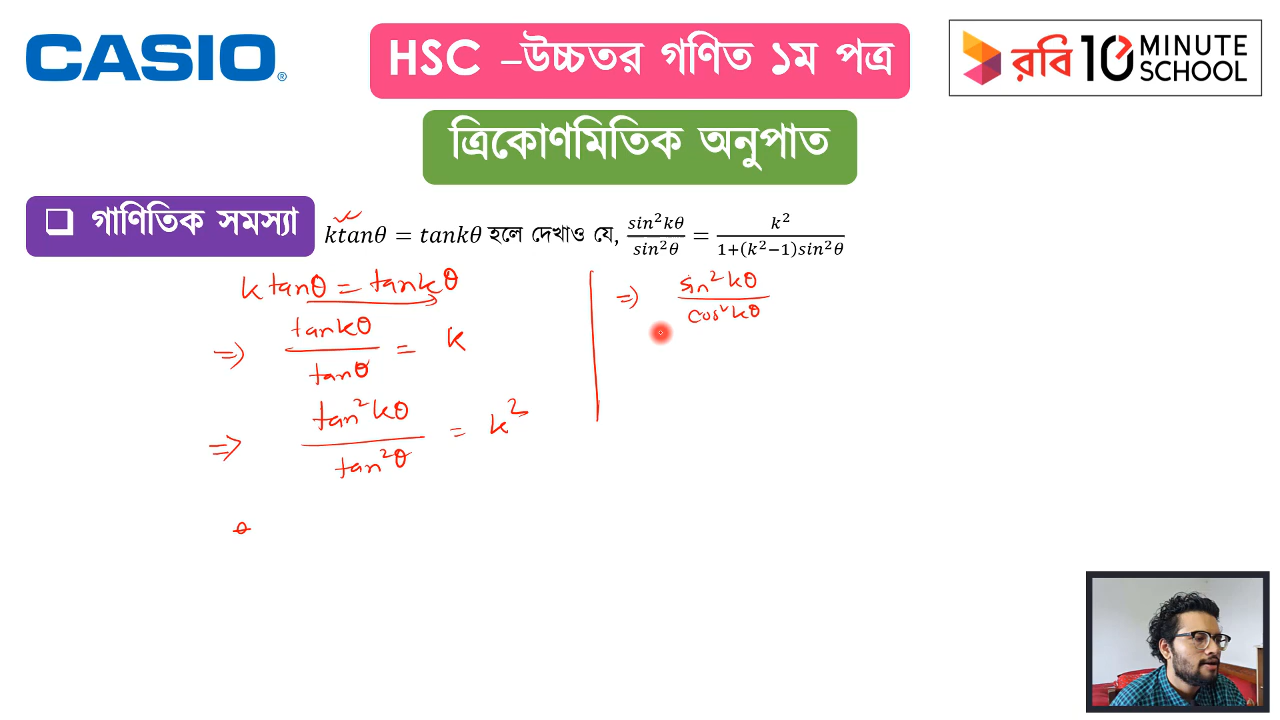 CASIO®
HSC –উচ্চতর গণিত ১ম পত্র
রবি 10 MINUTE SCHOOL
ত্রিকোণমিতিক অনুপাত
❑ গাণিতিক সমস্যা
ktanθ = tankθ হলে দেখাও যে, sin²kθ/sin²θ = k²/1+(k²−1)sin²θ
k tanθ = tankθ
⇒ tankθ/tanθ = k
⇒ tan²kθ/tan²θ = k²
⇒ sin²kθ/cos²kθ